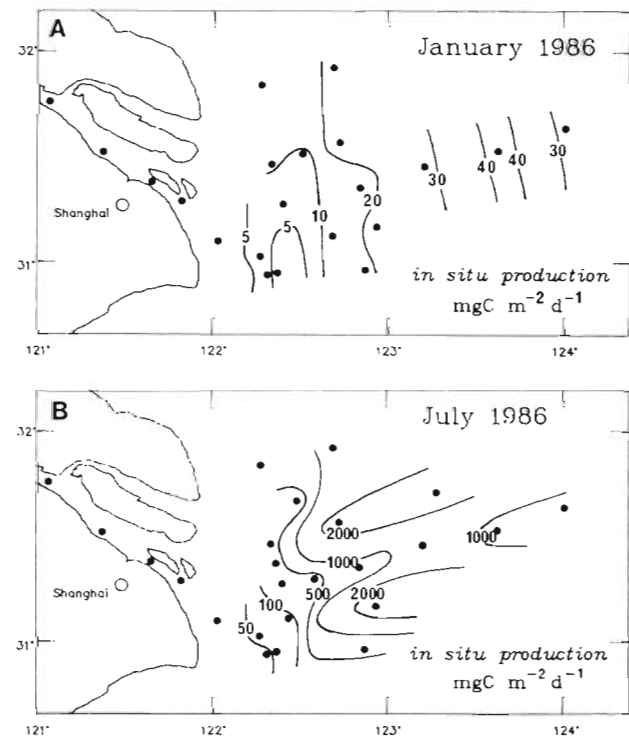 A
January 1986
32°
30
40
40
30
20
10
5
5
Shanghai
31°
in situ production
mgC m⁻² d⁻¹
121°
122°
123°
124°
B
July 1986
32°
2000
1000
1000
500
2000
100
50
Shanghai
31°
in situ production
mgC m⁻² d⁻¹
121°
122°
123°
124°